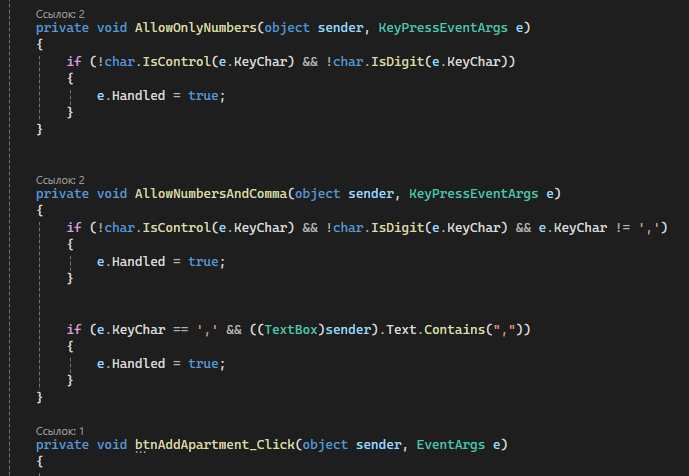 Ссылок: 2
private void AllowOnlyNumbers(object sender, KeyPressEventArgs e)
{
if (!char.IsControl(e.KeyChar) && !char.IsDigit(e.KeyChar))
{
e.Handled = true;
}
}
Ссылок: 2
private void AllowNumbersAndComma(object sender, KeyPressEventArgs e)
{
if (!char.IsControl(e.KeyChar) && !char.IsDigit(e.KeyChar) && e.KeyChar != ',')
{
e.Handled = true;
}
if (e.KeyChar == ',' && ((TextBox)sender).Text.Contains(","))
{
e.Handled = true;
}
}
Ссылок: 1
private void btnAddApartment_Click(object sender, EventArgs e)
{